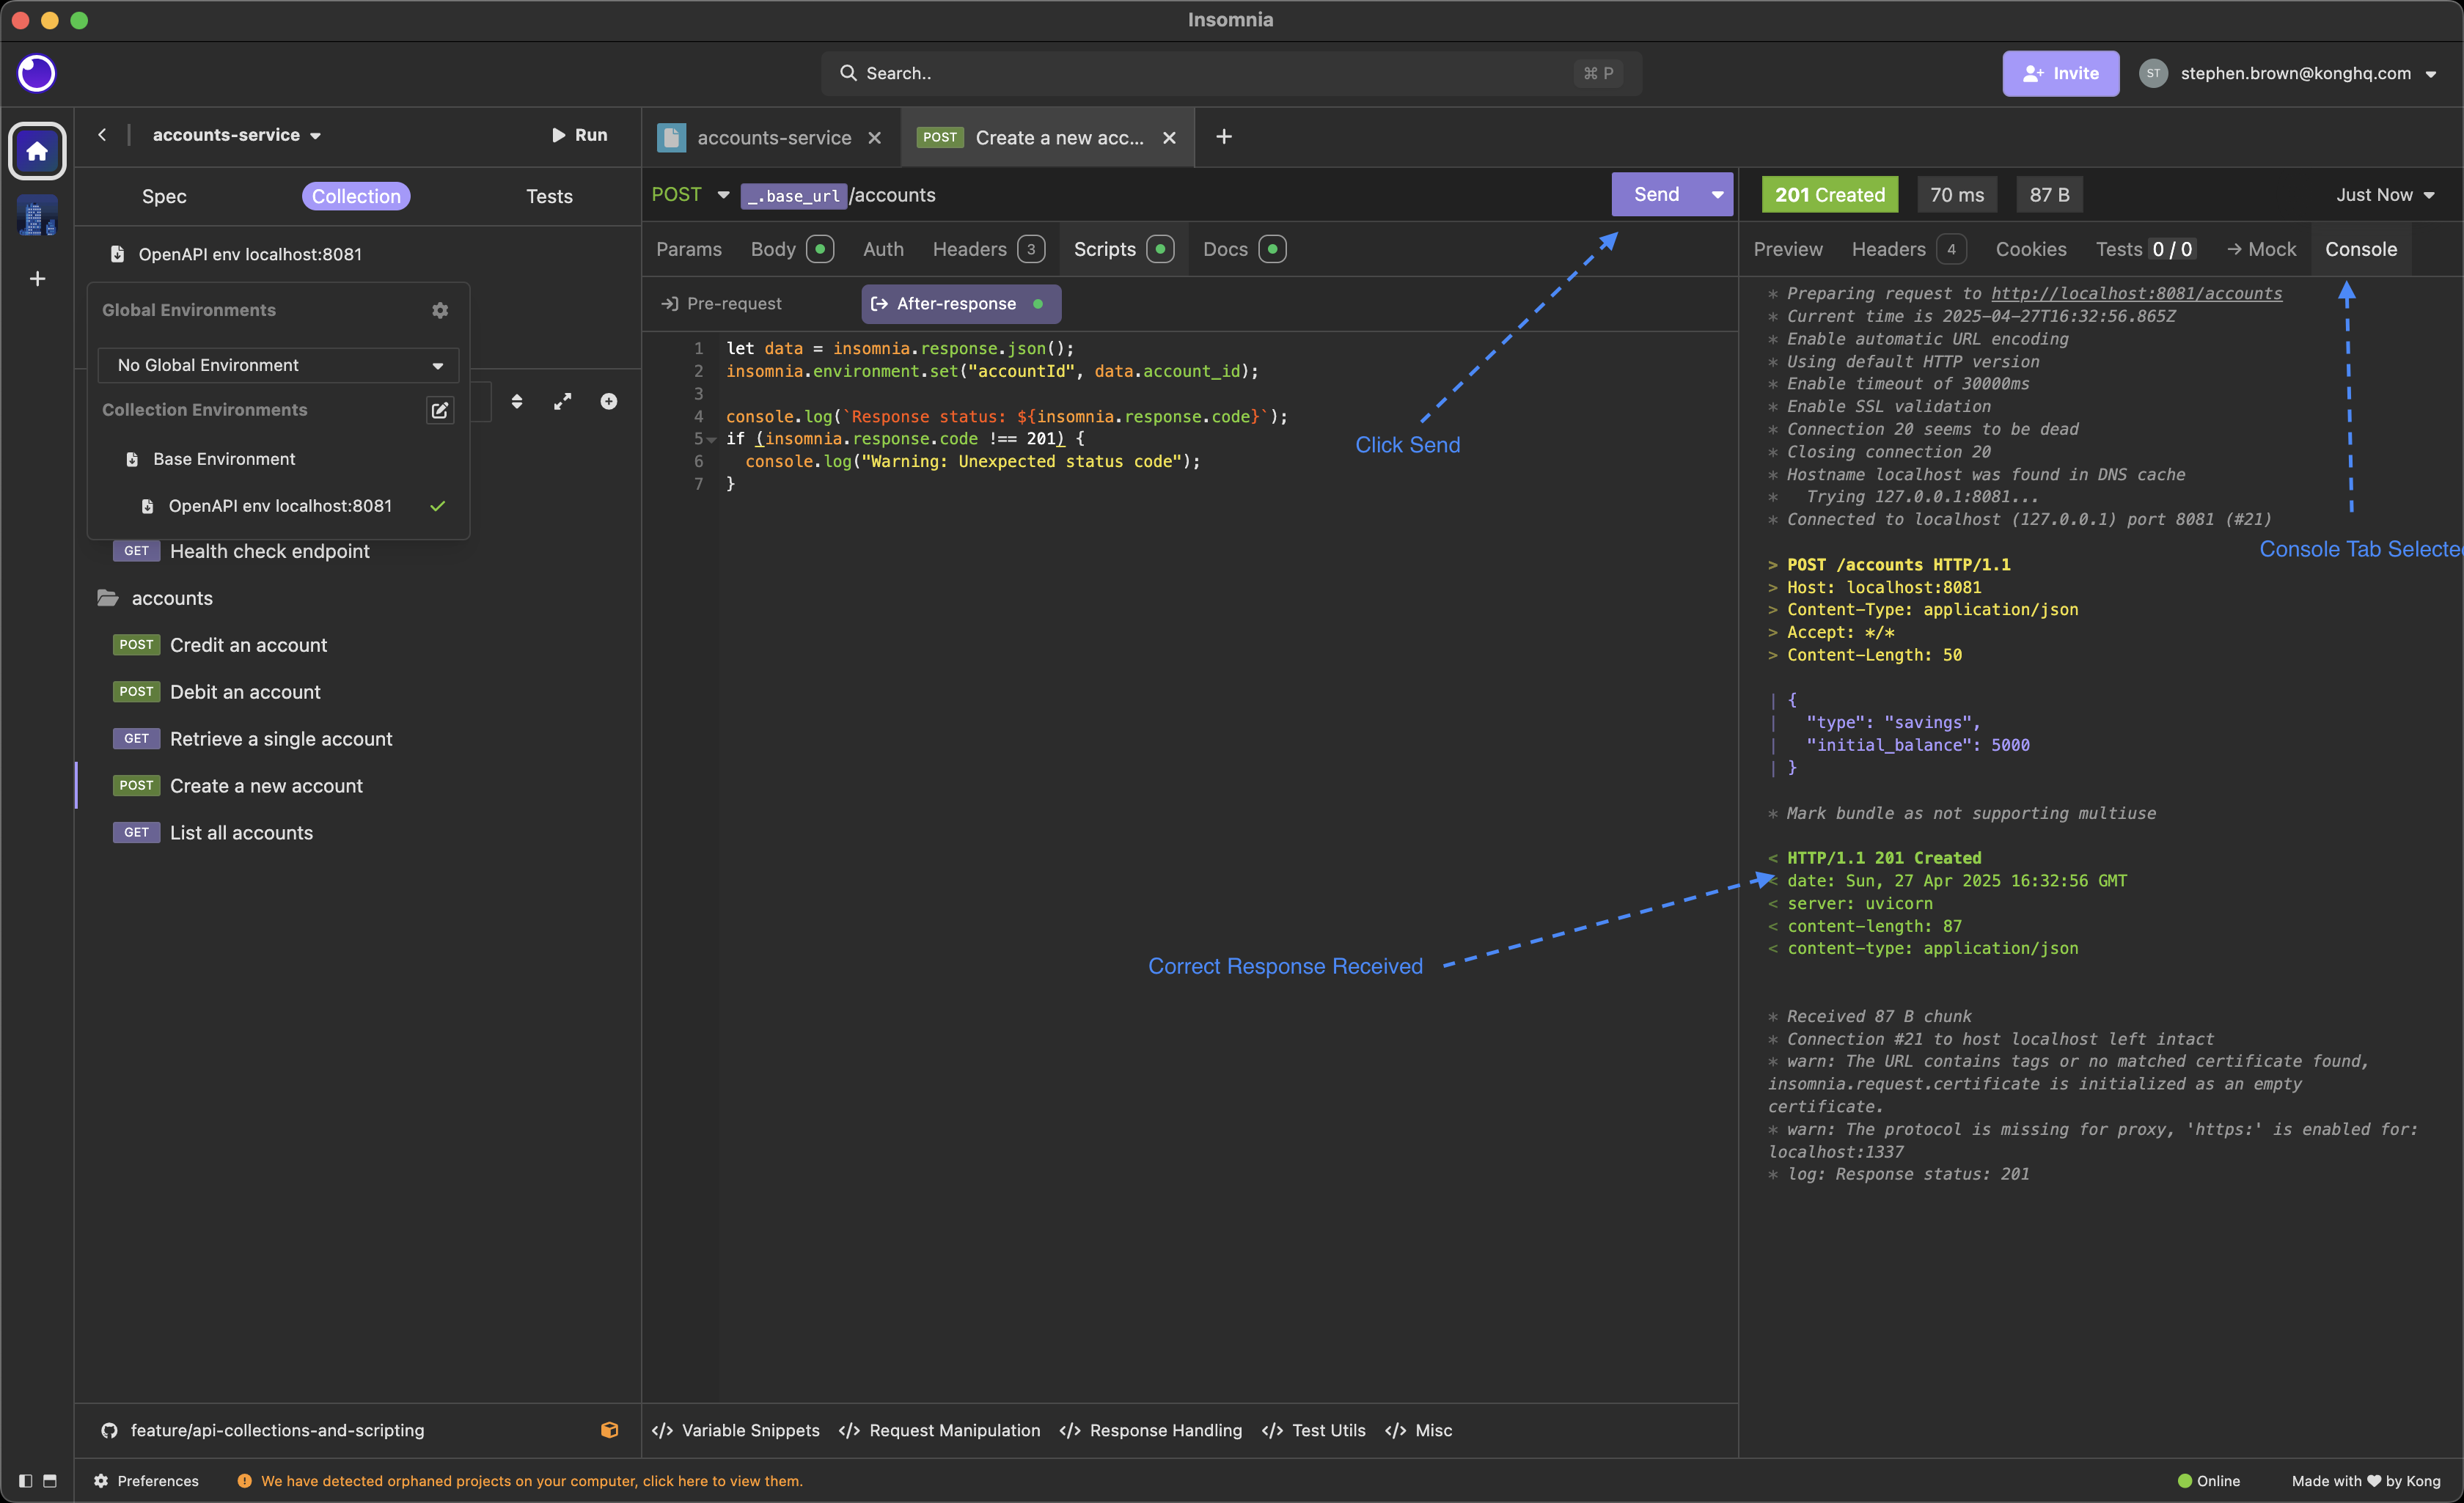 Insomnia
Search..
⌘ P
Invite
ST
stephen.brown@konghq.com
accounts-service
Run
accounts-service
POST Create a new acc...
Spec
Collection
Tests
POST
_.base_url/accounts
Send
201 Created
70 ms
87 B
Just Now
OpenAPI env localhost:8081
Params
Body
Auth
Headers 3
Scripts
Docs
Preview
Headers 4
Cookies
Tests 0 / 0
→ Mock
Console
Global Environments
No Global Environment
Collection Environments
Base Environment
OpenAPI env localhost:8081
GET Health check endpoint
accounts
POST Credit an account
POST Debit an account
GET Retrieve a single account
POST Create a new account
GET List all accounts
Pre-request
After-response
1 let data = insomnia.response.json();
2 insomnia.environment.set("accountId", data.account_id);
3
4 console.log(`Response status: ${insomnia.response.code}`);
5 if (insomnia.response.code !== 201) {
6 console.log("Warning: Unexpected status code");
7 }
Click Send
Correct Response Received
* Preparing request to http://localhost:8081/accounts
* Current time is 2025-04-27T16:32:56.865Z
* Enable automatic URL encoding
* Using default HTTP version
* Enable timeout of 30000ms
* Enable SSL validation
* Connection 20 seems to be dead
* Closing connection 20
* Hostname localhost was found in DNS cache
* Trying 127.0.0.1:8081...
* Connected to localhost (127.0.0.1) port 8081 (#21)
Console Tab Selecte
> POST /accounts HTTP/1.1
> Host: localhost:8081
> Content-Type: application/json
> Accept: */*
> Content-Length: 50
| {
| "type": "savings",
| "initial_balance": 5000
| }
* Mark bundle as not supporting multiuse
< HTTP/1.1 201 Created
< date: Sun, 27 Apr 2025 16:32:56 GMT
< server: uvicorn
< content-length: 87
< content-type: application/json
* Received 87 B chunk
* Connection #21 to host localhost left intact
* warn: The URL contains tags or no matched certificate found,
insomnia.request.certificate is initialized as an empty
certificate.
* warn: The protocol is missing for proxy, 'https:' is enabled for:
localhost:1337
* log: Response status: 201
feature/api-collections-and-scripting
</> Variable Snippets
</> Request Manipulation
</> Response Handling
</> Test Utils
</> Misc
Preferences
We have detected orphaned projects on your computer, click here to view them.
Online
Made with ♥ by Kong